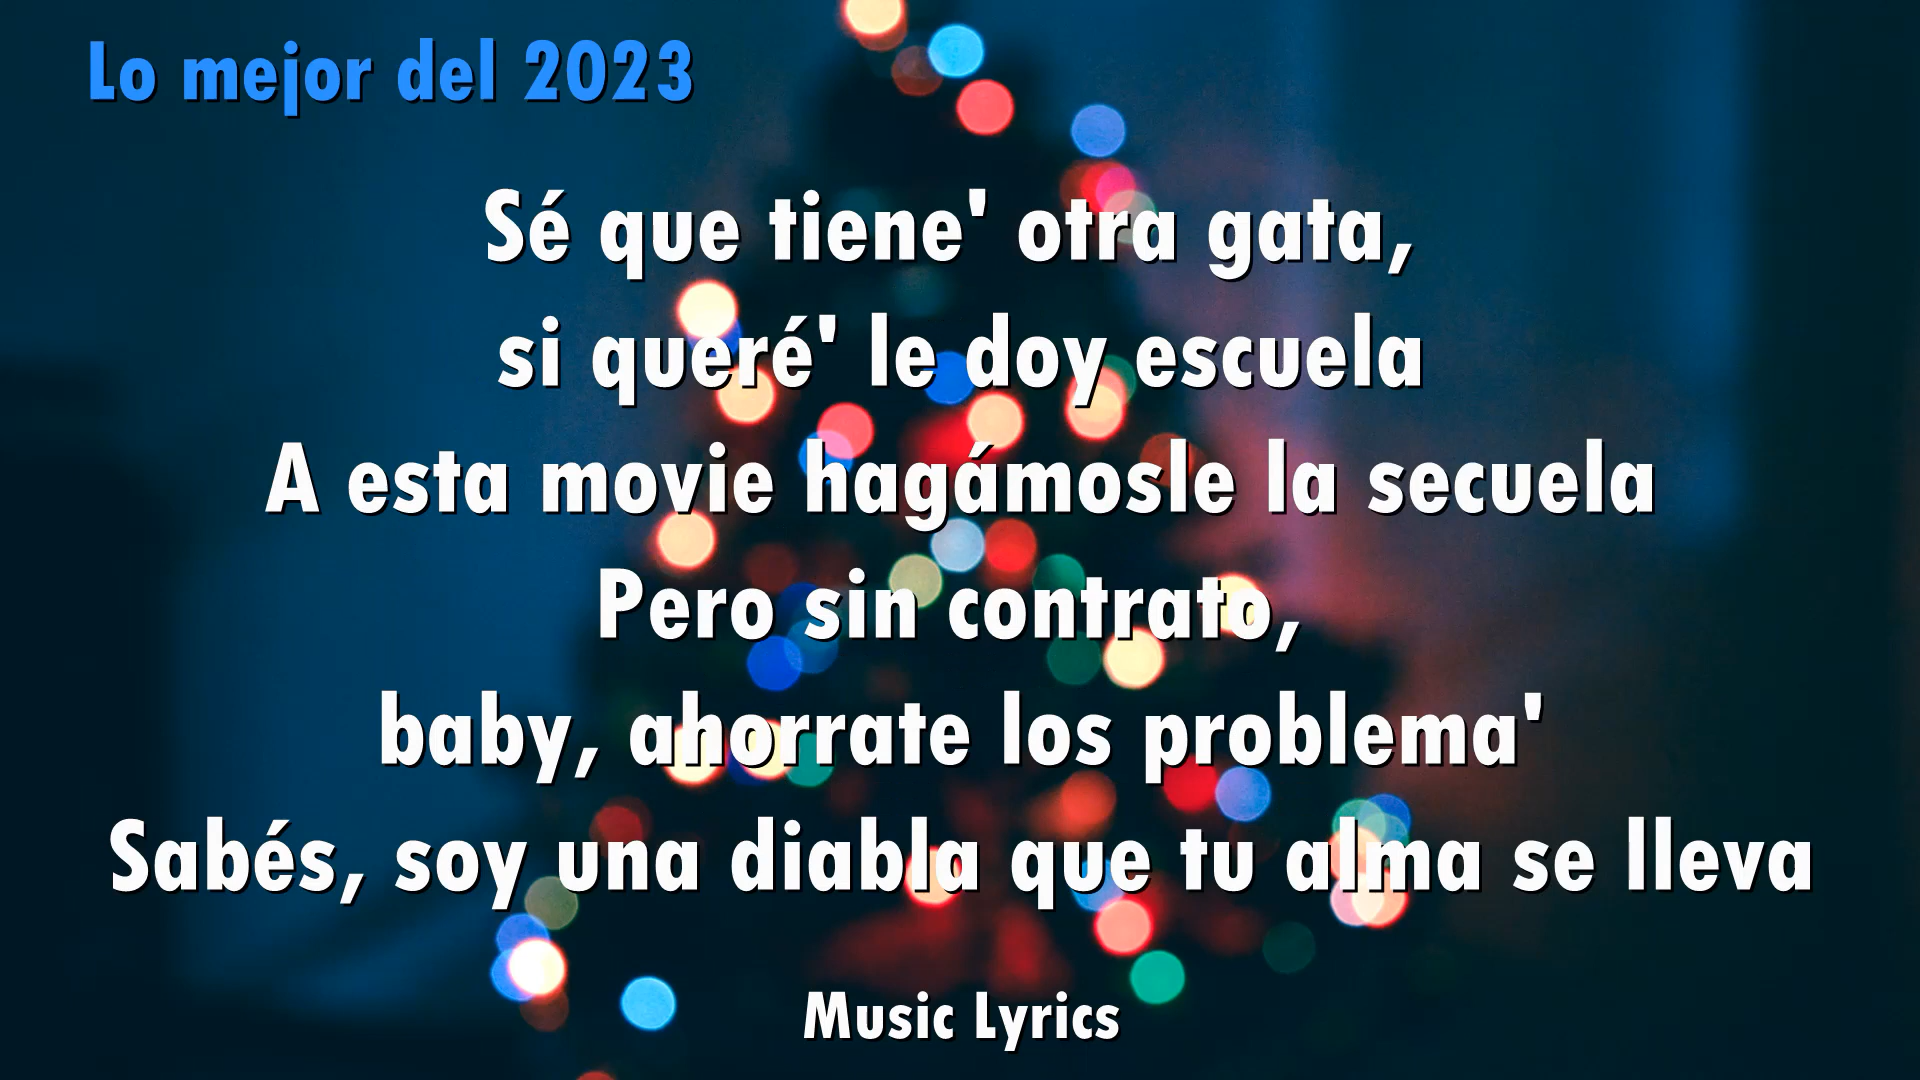 Lo mejor del 2023
Sé que tiene' otra gata,
si queré' le doy escuela
A esta movie hagámosle la secuela
Pero sin contrato,
baby, ahorrate los problema'
Sabés, soy una diabla que tu alma se lleva
Music Lyrics